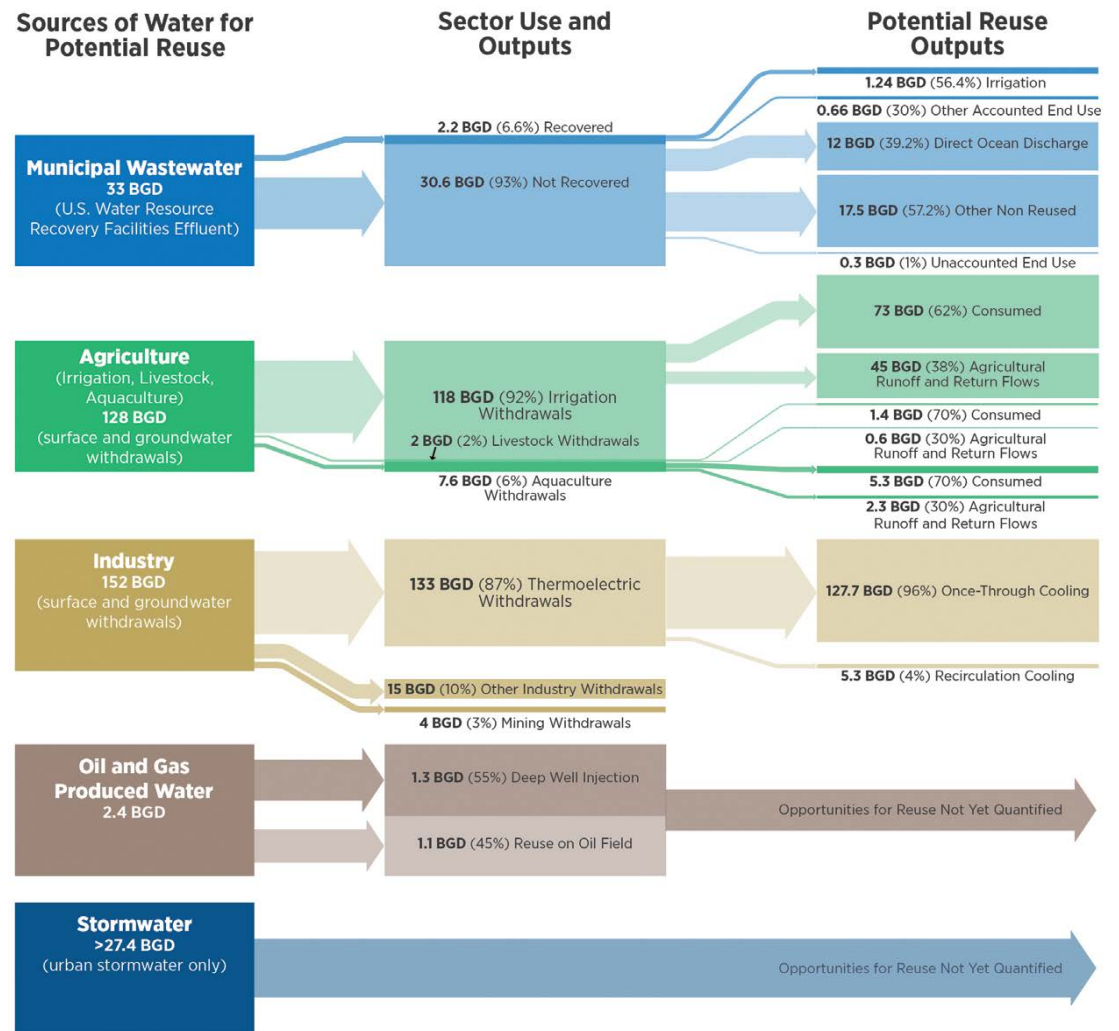 Sources of Water for
Potential Reuse
Sector Use and
Outputs
Potential Reuse
Outputs
Municipal Wastewater
33 BGD
(U.S. Water Resource
Recovery Facilities Effluent)
2.2 BGD (6.6%) Recovered
30.6 BGD (93%) Not Recovered
1.24 BGD (56.4%) Irrigation
0.66 BGD (30%) Other Accounted End Use
12 BGD (39.2%) Direct Ocean Discharge
17.5 BGD (57.2%) Other Non Reused
0.3 BGD (1%) Unaccounted End Use
Agriculture
(Irrigation, Livestock,
Aquaculture)
128 BGD
(surface and groundwater
withdrawals)
118 BGD (92%) Irrigation
Withdrawals
2 BGD (2%) Livestock Withdrawals
7.6 BGD (6%) Aquaculture
Withdrawals
73 BGD (62%) Consumed
45 BGD (38%) Agricultural
Runoff and Return Flows
1.4 BGD (70%) Consumed
0.6 BGD (30%) Agricultural
Runoff and Return Flows
5.3 BGD (70%) Consumed
2.3 BGD (30%) Agricultural
Runoff and Return Flows
Industry
152 BGD
(surface and groundwater
withdrawals)
133 BGD (87%) Thermoelectric
Withdrawals
15 BGD (10%) Other Industry Withdrawals
4 BGD (3%) Mining Withdrawals
127.7 BGD (96%) Once-Through Cooling
5.3 BGD (4%) Recirculation Cooling
Oil and Gas
Produced Water
2.4 BGD
1.3 BGD (55%) Deep Well Injection
1.1 BGD (45%) Reuse on Oil Field
Opportunities for Reuse Not Yet Quantified
Stormwater
>27.4 BGD
(urban stormwater only)
Opportunities for Reuse Not Yet Quantified